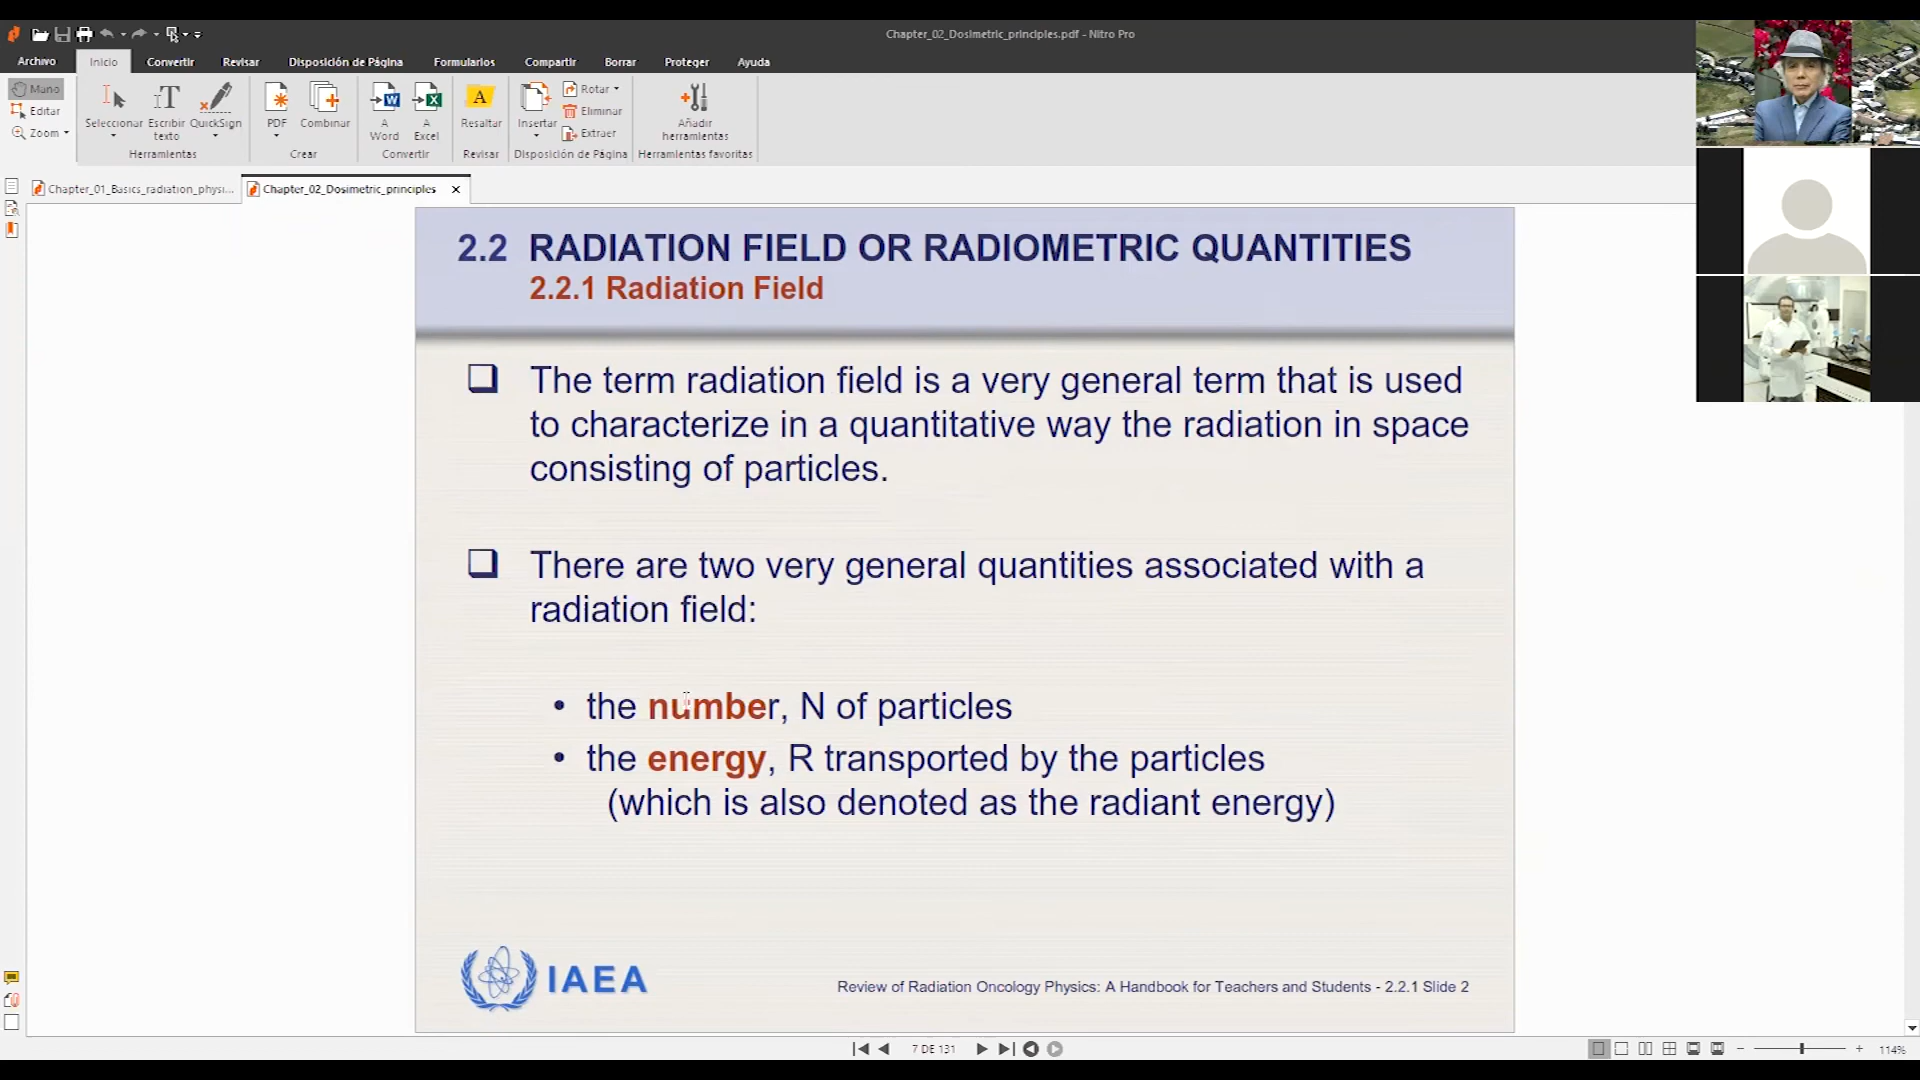 Chapter_02_Dosimetric_principles.pdf - Nitro Pro
Archivo Inicio Convertir Revisar Disposición de Página Formularios Compartir Borrar Proteger Ayuda
Mano
Editar
Zoom
Seleccionar
Escribir texto
QuickSign
Herramientas
PDF
Combinar
Crear
A Word
A Excel
Convertir
Resaltar
Revisar
Insertar
Rotar
Eliminar
Extraer
Disposición de Página
Añadir herramientas
Herramientas favoritas
Chapter_01_Basics_radiation_physi...
Chapter_02_Dosimetric_principles
2.2 RADIATION FIELD OR RADIOMETRIC QUANTITIES
2.2.1 Radiation Field
The term radiation field is a very general term that is used
to characterize in a quantitative way the radiation in space
consisting of particles.
There are two very general quantities associated with a
radiation field:
• the number, N of particles
• the energy, R transported by the particles
(which is also denoted as the radiant energy)
IAEA
Review of Radiation Oncology Physics: A Handbook for Teachers and Students - 2.2.1 Slide 2
7 DE 131
114%